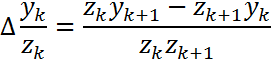 Δ y_k / z_k = (z_k y_{k+1} − z_{k+1} y_k) / (z_k z_{k+1})